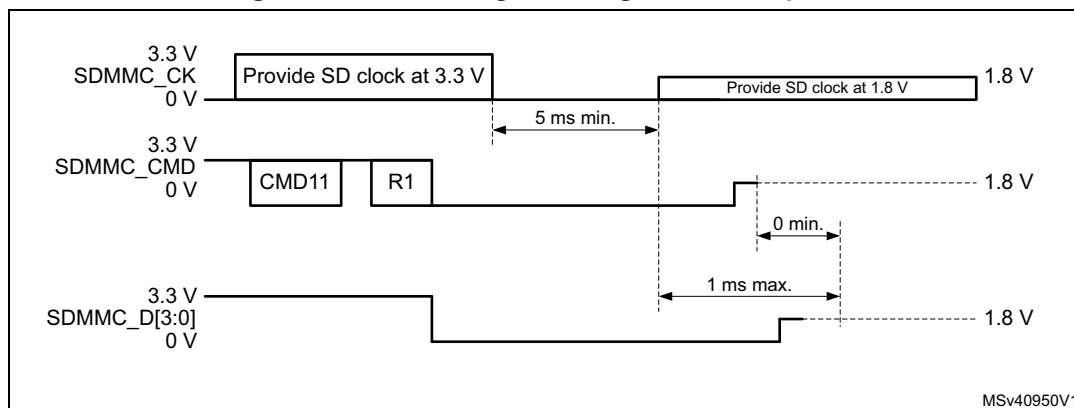 3.3 V
SDMMC_CK
0 V
Provide SD clock at 3.3 V
Provide SD clock at 1.8 V
1.8 V
5 ms min.
3.3 V
SDMMC_CMD
0 V
CMD11
R1
1.8 V
0 min.
1 ms max.
3.3 V
SDMMC_D[3:0]
0 V
1.8 V
MSv40950V1